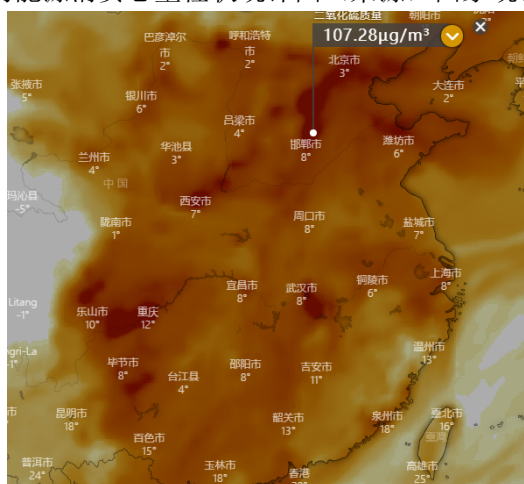 二氧化硫质量
107.28µg/m³
朝阳市
巴彦淖尔市
2°
呼和浩特市
2°
北京市
3°
大连市
2°
张掖市
5°
银川市
6°
吕梁市
4°
邯郸市
8°
潍坊市
6°
兰州市
4°
华池县
3°
中国
玛沁县
-5°
西安市
7°
陇南市
1°
周口市
8°
盐城市
7°
Litang
-1°
宜昌市
8°
武汉市
8°
铜陵市
6°
上海市
8°
乐山市
10°
重庆
12°
毕节市
8°
台江县
4°
邵阳市
8°
吉安市
11°
温州市
13°
昆明市
18°
韶关市
13°
泉州市
18°
臺北市
16°
臺灣
百色市
15°
普洱市
24°
玉林市
18°
香港
高雄市
25°